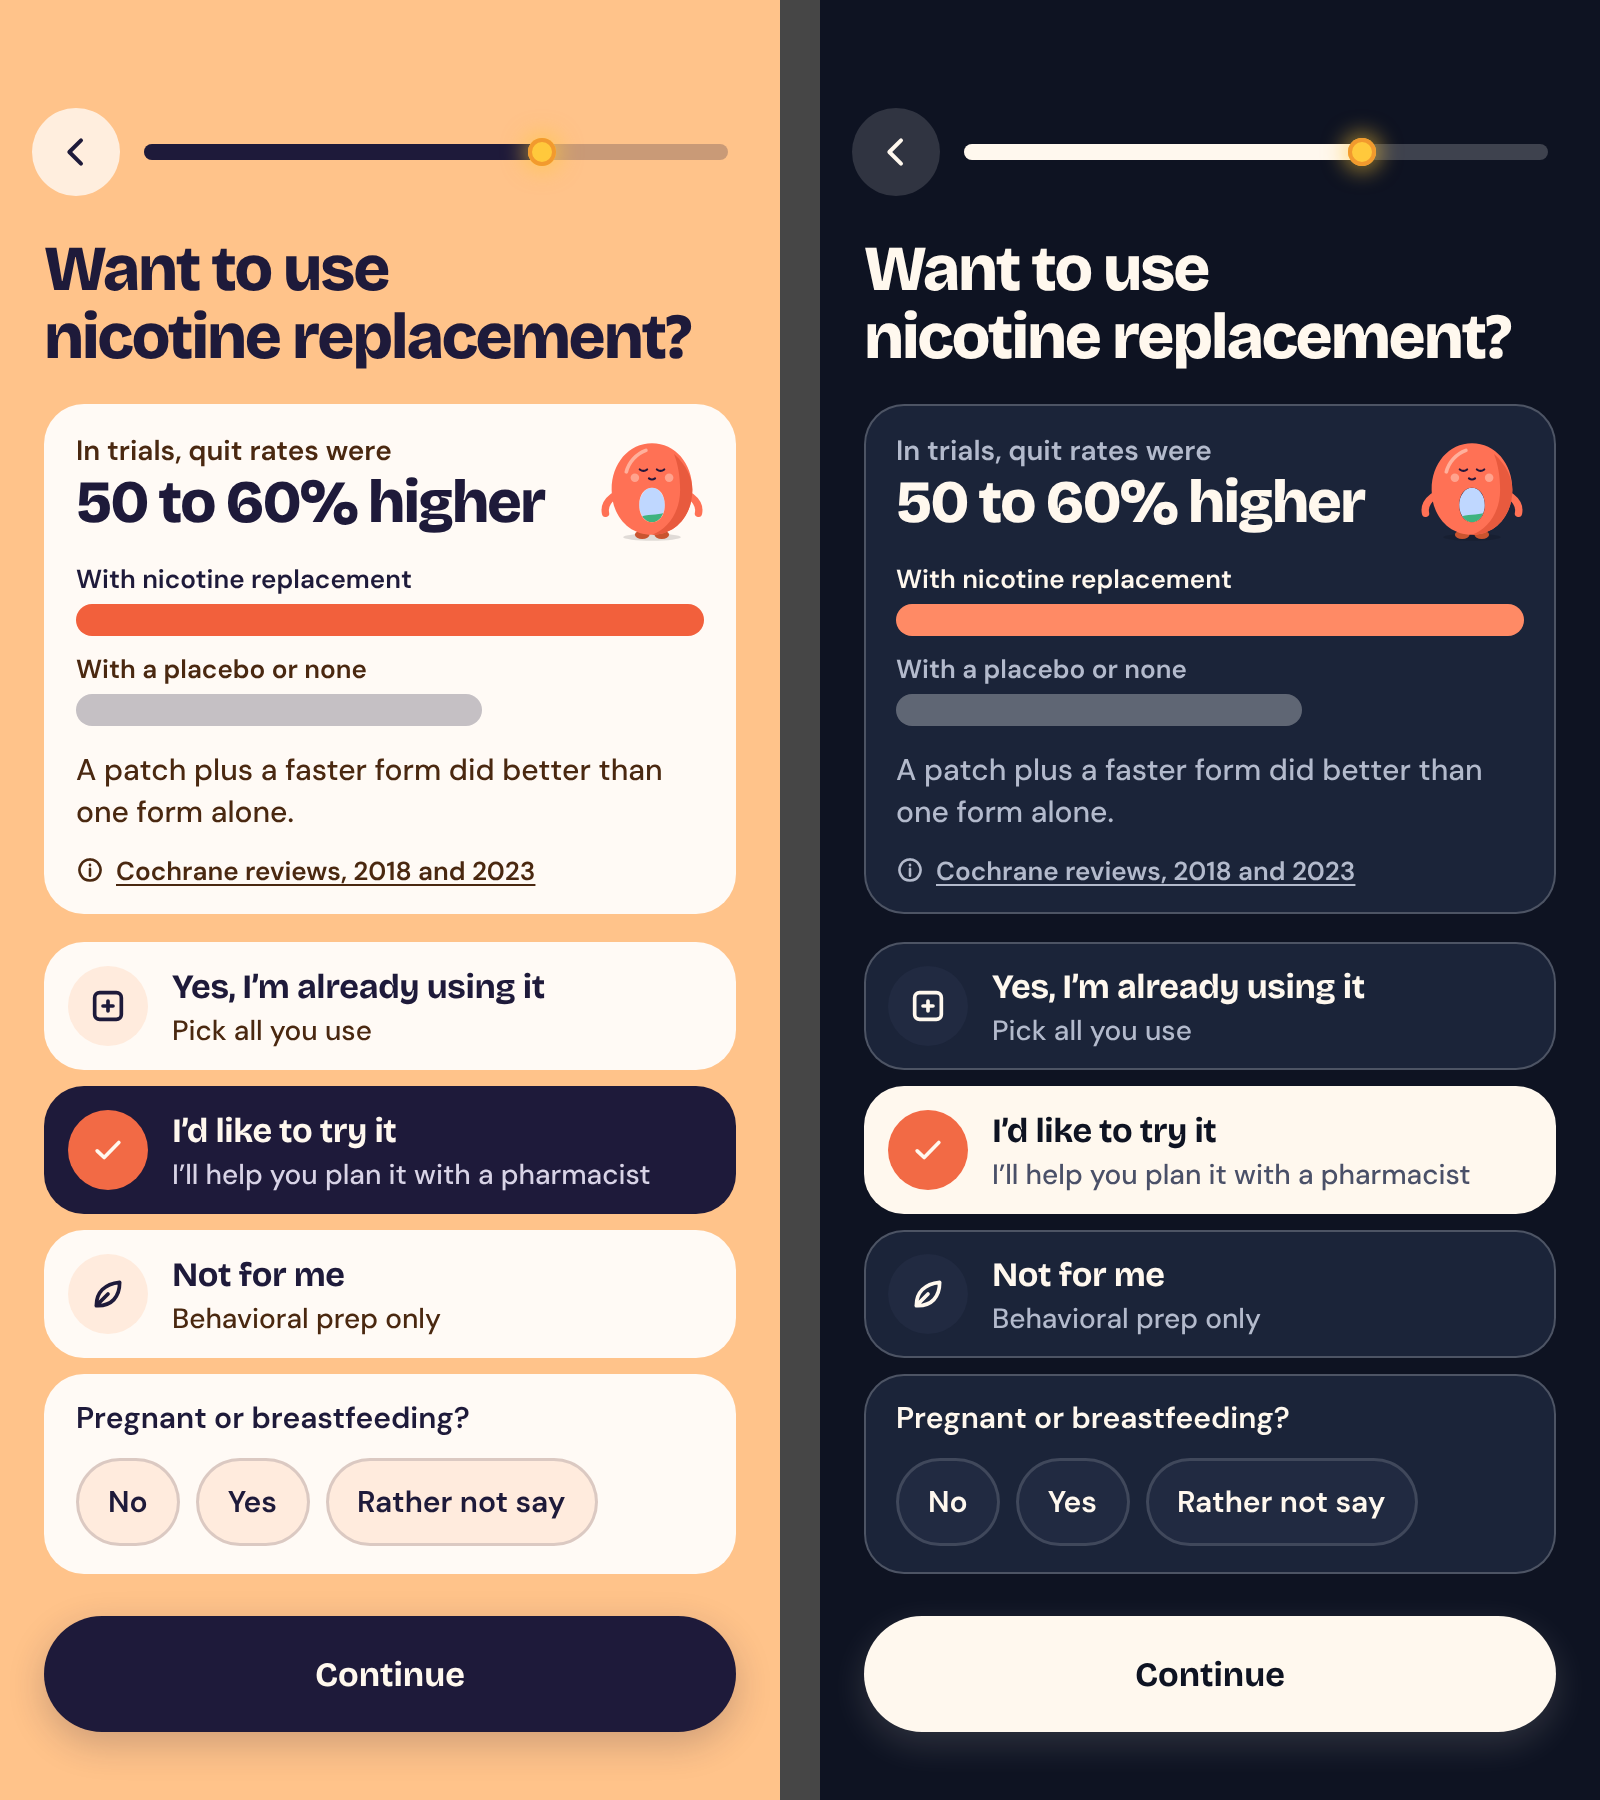 Want to use
nicotine replacement?
In trials, quit rates were
50 to 60% higher
With nicotine replacement
With a placebo or none
A patch plus a faster form did better than
one form alone.
Cochrane reviews, 2018 and 2023
Yes, I’m already using it
Pick all you use
I’d like to try it
I’ll help you plan it with a pharmacist
Not for me
Behavioral prep only
Pregnant or breastfeeding?
No
Yes
Rather not say
Continue
Want to use
nicotine replacement?
In trials, quit rates were
50 to 60% higher
With nicotine replacement
With a placebo or none
A patch plus a faster form did better than
one form alone.
Cochrane reviews, 2018 and 2023
Yes, I’m already using it
Pick all you use
I’d like to try it
I’ll help you plan it with a pharmacist
Not for me
Behavioral prep only
Pregnant or breastfeeding?
No
Yes
Rather not say
Continue